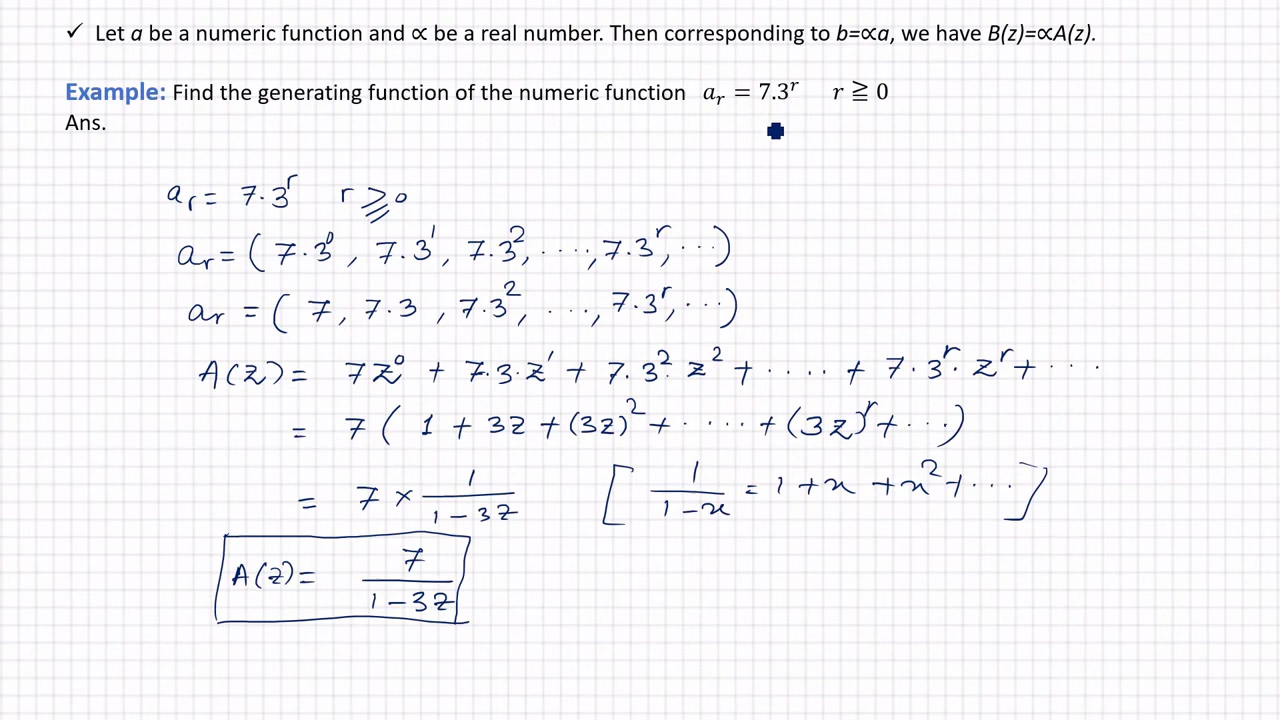 ✓ Let a be a numeric function and ∝ be a real number. Then corresponding to b=∝a, we have B(z)=∝A(z).
Example: Find the generating function of the numeric function aᵣ = 7.3ʳ r ≧ 0
Ans.
aᵣ = 7·3ʳ r ⩾ 0
aᵣ = ( 7·3⁰ , 7·3¹ , 7·3² , ····, 7·3ʳ, ··· )
aᵣ = ( 7 , 7·3 , 7·3² , ····, 7·3ʳ, ··· )
A(z) = 7z⁰ + 7·3·z¹ + 7·3²·z² + ····· + 7·3ʳ·zʳ + ···
= 7 ( 1 + 3z + (3z)² + ····· + (3z)ʳ + ··· )
= 7 × 1/(1 – 3z) [ 1/(1 – x) = 1 + x + x² + ··· ]
A(z) = 7/(1 – 3z)